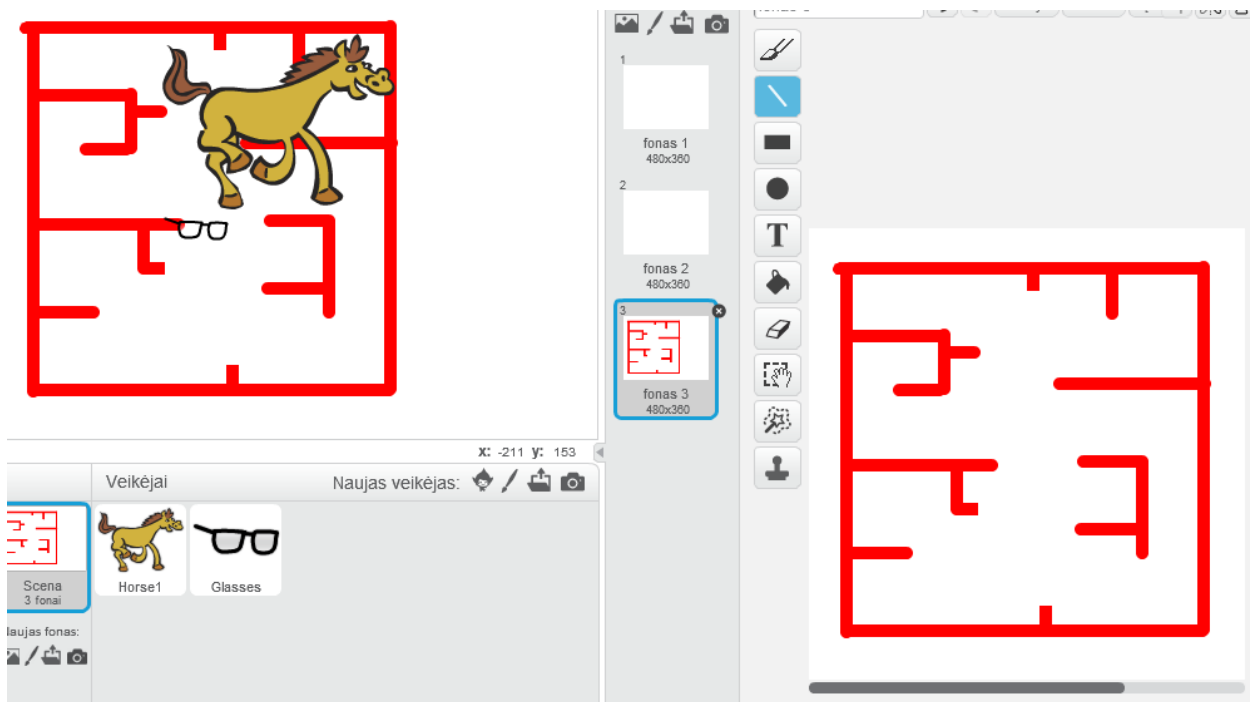 1
fonas 1
480x360
2
fonas 2
480x360
3
fonas 3
480x360
T
x: -211 y: 153
Veikėjai
Naujas veikėjas:
Scena
3 fonai
Horse1
Glasses
fonas: